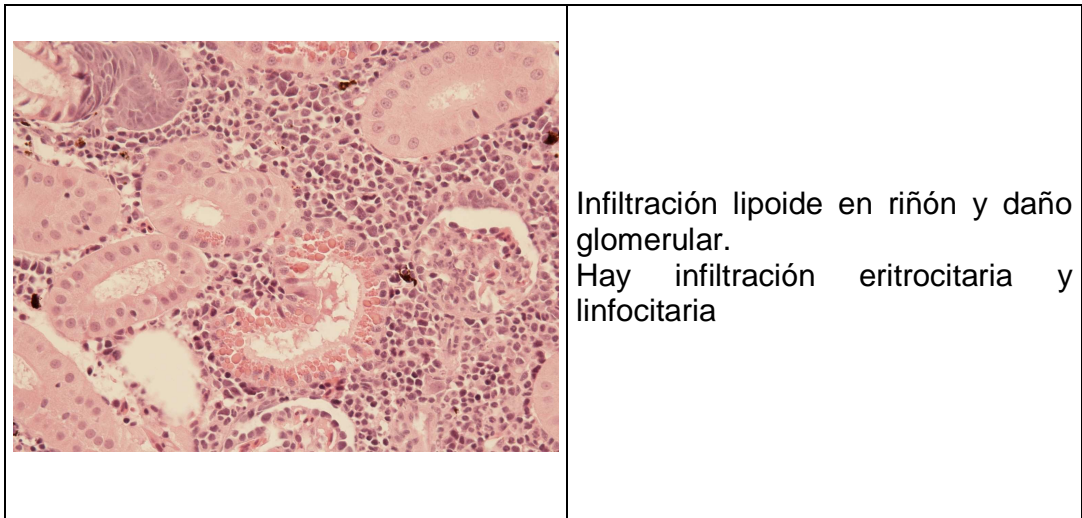 Infiltración lipoide en riñón y daño
glomerular.
Hay infiltración eritrocitaria y
linfocitaria